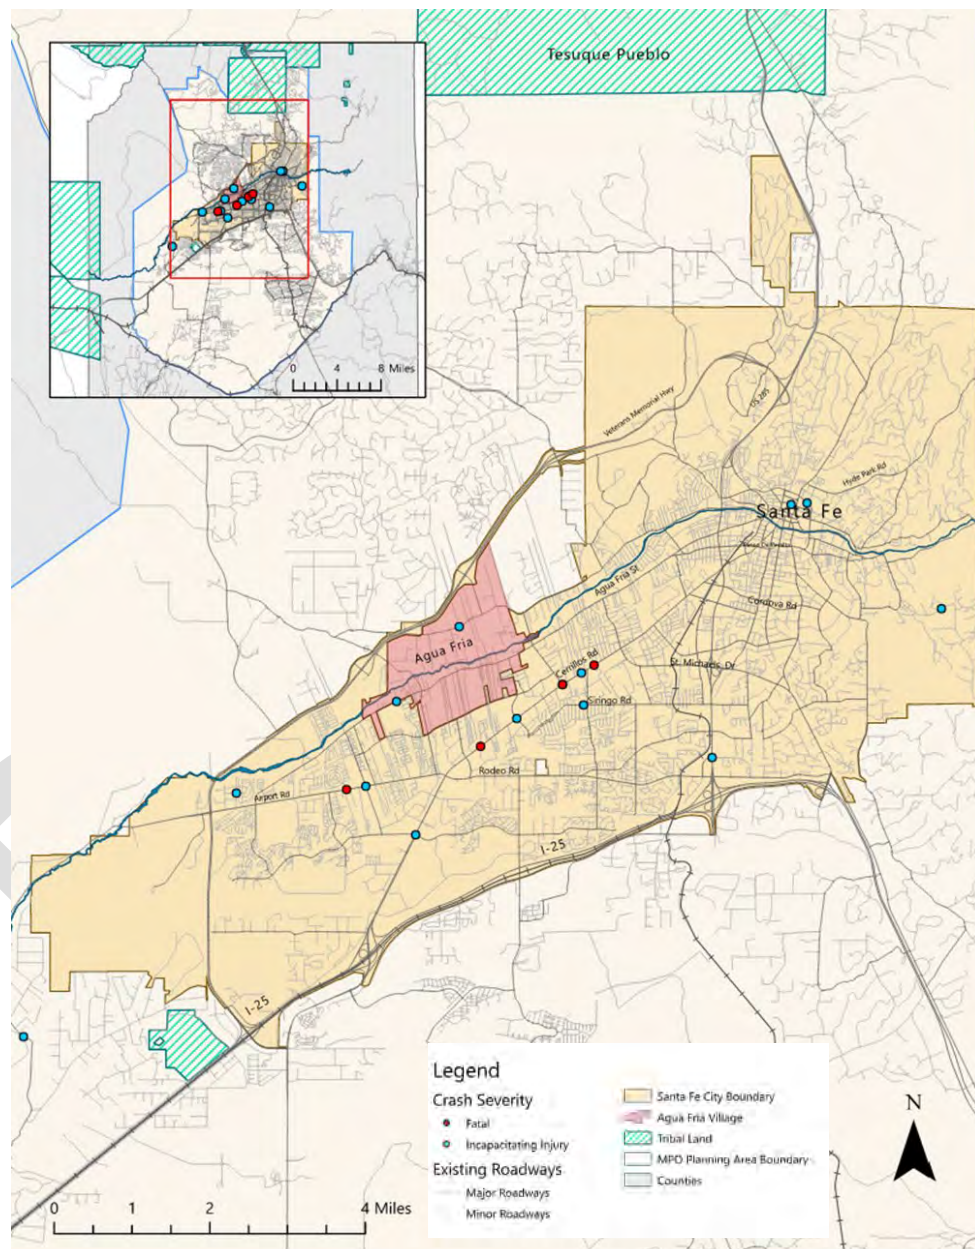 Tesuque Pueblo
0 4 8 Miles
Veterans Memorial Hwy
US 285
Hyde Park Rd
Santa Fe
Agua Fria St
Cordova Rd
Agua Fria
Cerrillos Rd
St. Michaels Dr
Siringo Rd
Rodeo Rd
Airport Rd
I-25
I-25
Legend
Crash Severity
Fatal
Incapacitating Injury
Existing Roadways
Major Roadways
Minor Roadways
Santa Fe City Boundary
Agua Fria Village
Tribal Land
MPO Planning Area Boundary
Counties
N
0 2 4 Miles